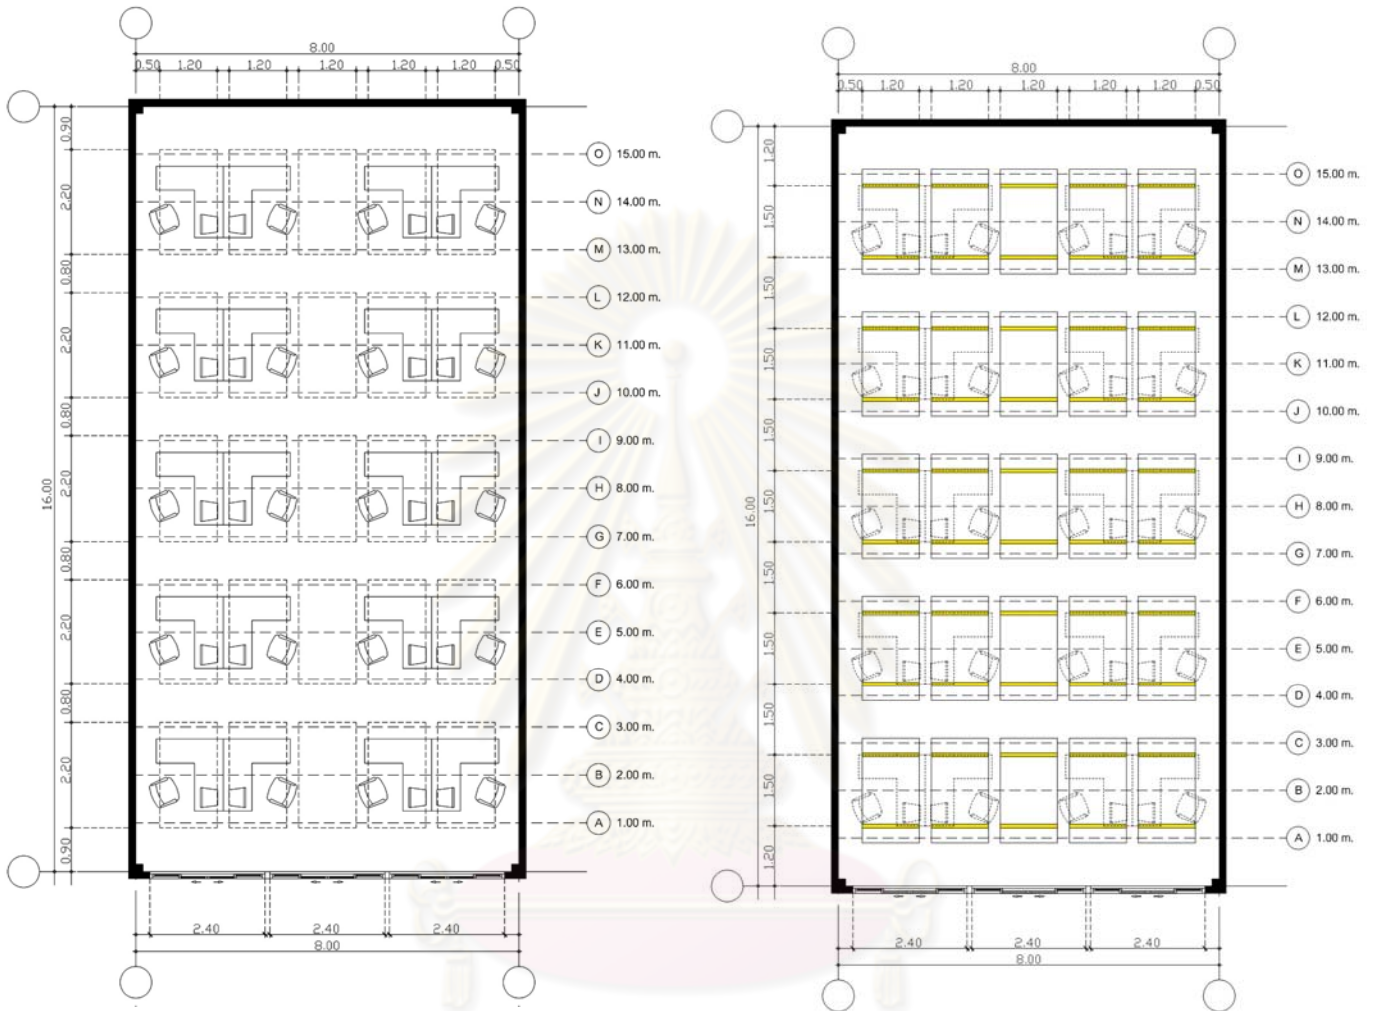 8.00
0.50 1.20 1.20 1.20 1.20 1.20 0.50
0.90
2.20
0.80
2.20
0.80
2.20
0.80
2.20
0.80
2.20
0.90
16.00
O 15.00 m.
N 14.00 m.
M 13.00 m.
L 12.00 m.
K 11.00 m.
J 10.00 m.
I 9.00 m.
H 8.00 m.
G 7.00 m.
F 6.00 m.
E 5.00 m.
D 4.00 m.
C 3.00 m.
B 2.00 m.
A 1.00 m.
2.40 2.40 2.40
8.00
8.00
0.50 1.20 1.20 1.20 1.20 1.20 0.50
1.20
1.50
1.50
1.50
1.50
1.50
1.50
1.50
1.50
1.50
1.20
16.00
O 15.00 m.
N 14.00 m.
M 13.00 m.
L 12.00 m.
K 11.00 m.
J 10.00 m.
I 9.00 m.
H 8.00 m.
G 7.00 m.
F 6.00 m.
E 5.00 m.
D 4.00 m.
C 3.00 m.
B 2.00 m.
A 1.00 m.
2.40 2.40 2.40
8.00